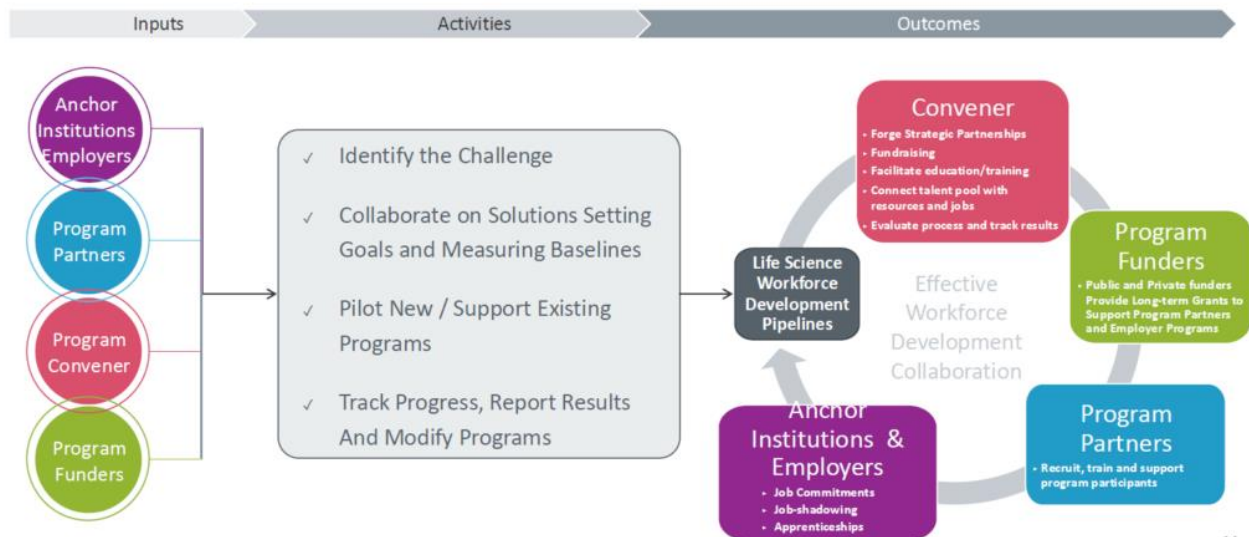 Inputs
Activities
Outcomes
Anchor
Institutions
Employers
Program
Partners
Program
Convener
Program
Funders
✓ Identify the Challenge
✓ Collaborate on Solutions Setting
Goals and Measuring Baselines
✓ Pilot New / Support Existing
Programs
✓ Track Progress, Report Results
And Modify Programs
Life Science
Workforce
Development
Pipelines
Convener
• Forge Strategic Partnerships
• Fundraising
• Facilitate education/training
• Connect talent pool with
resources and jobs
• Evaluate process and track results
Program
Funders
• Public and Private funders
Provide Long-term Grants to
Support Program Partners
and Employer Programs
Effective
Workforce
Development
Collaboration
Program
Partners
• Recruit, train and support
program participants
Anchor
Institutions &
Employers
• Job Commitments
• Job-shadowing
• Apprenticeships